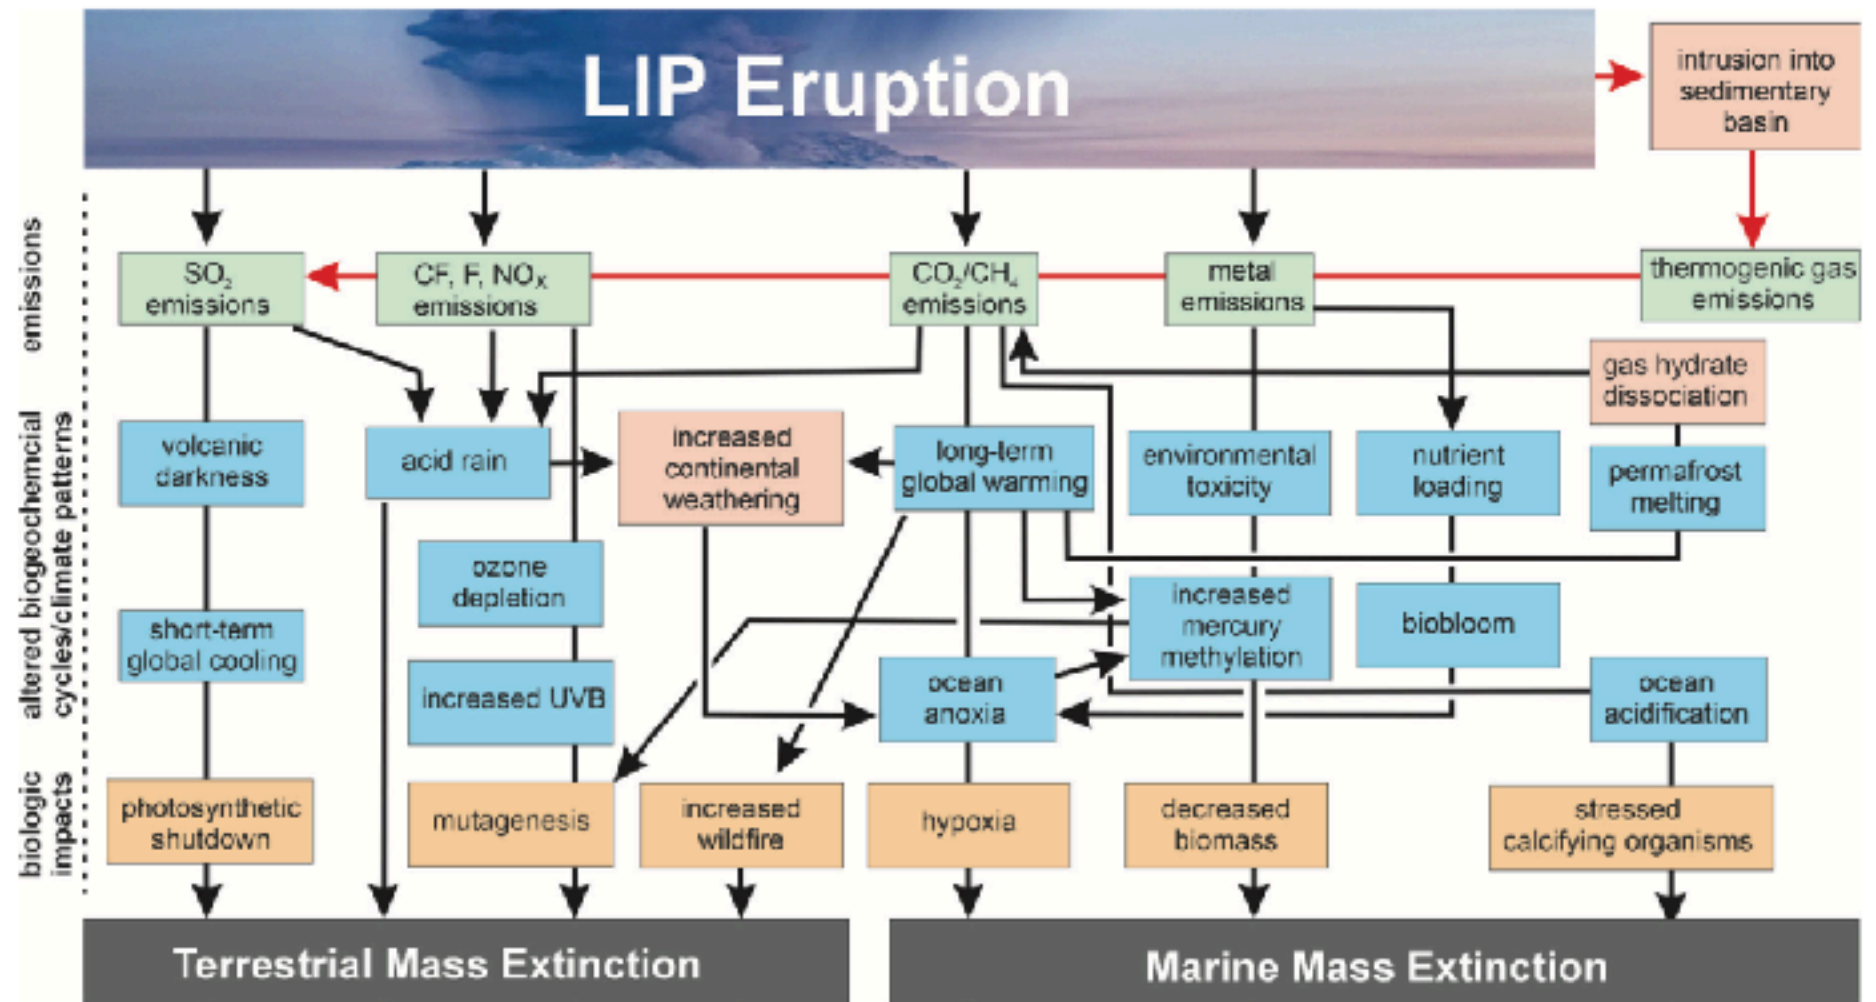 LIP Eruption
intrusion into
sedimentary
basin
emissions
SO₂
emissions
CF, F, NOₓ
emissions
CO₂/CH₄
emissions
metal
emissions
thermogenic gas
emissions
gas hydrate
dissociation
altered biogeochemcial
cycles/climate patterns
volcanic
darkness
acid rain
increased
continental
weathering
long-term
global warming
environmental
toxicity
nutrient
loading
permafrost
melting
ozone
depletion
short-term
global cooling
increased
mercury
methylation
biobloom
increased UVB
ocean
anoxia
ocean
acidification
biologic
impacts
photosynthetic
shutdown
mutagenesis
increased
wildfire
hypoxia
decreased
biomass
stressed
calcifying organisms
Terrestrial Mass Extinction
Marine Mass Extinction